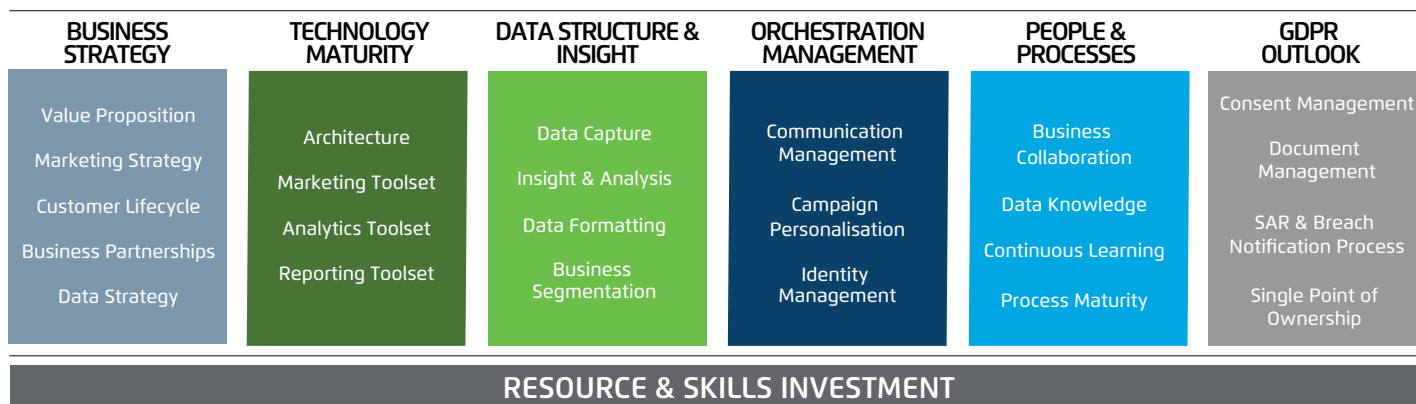 BUSINESS
STRATEGY
Value Proposition
Marketing Strategy
Customer Lifecycle
Business Partnerships
Data Strategy
TECHNOLOGY
MATURITY
Architecture
Marketing Toolset
Analytics Toolset
Reporting Toolset
DATA STRUCTURE &
INSIGHT
Data Capture
Insight & Analysis
Data Formatting
Business
Segmentation
ORCHESTRATION
MANAGEMENT
Communication
Management
Campaign
Personalisation
Identity
Management
PEOPLE &
PROCESSES
Business
Collaboration
Data Knowledge
Continuous Learning
Process Maturity
GDPR
OUTLOOK
Consent Management
Document
Management
SAR & Breach
Notification Process
Single Point of
Ownership
RESOURCE & SKILLS INVESTMENT